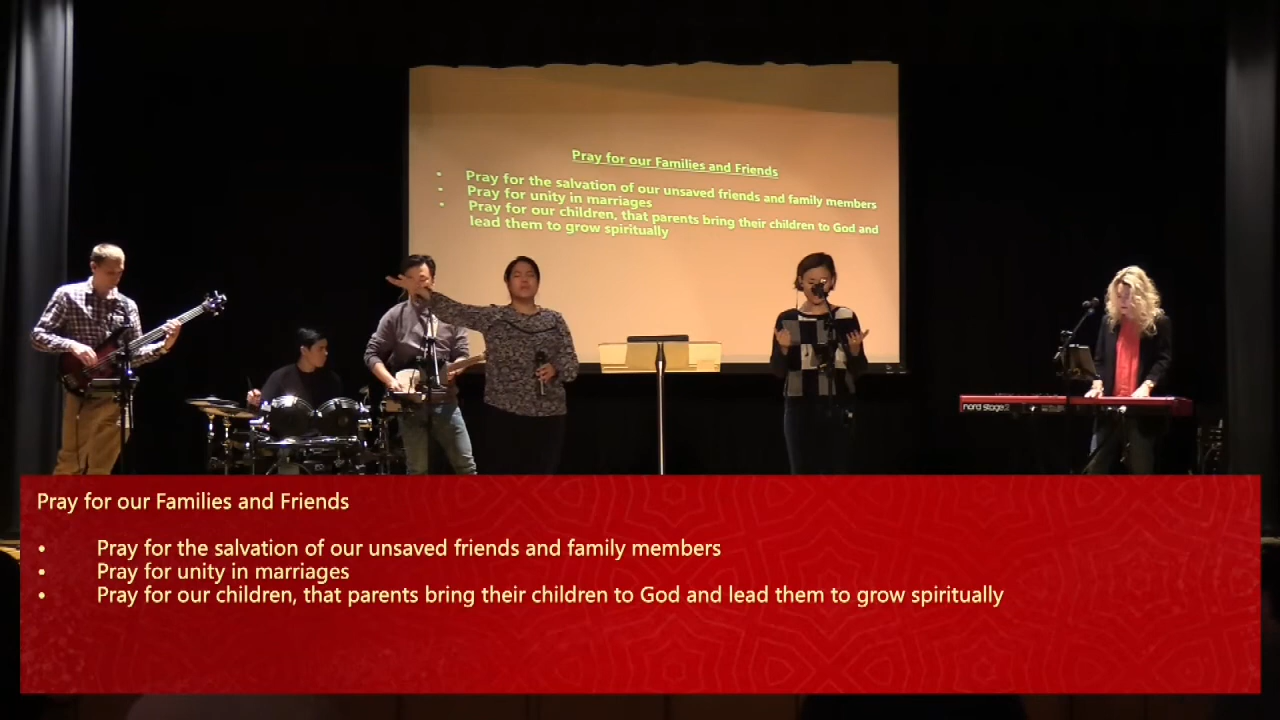 Pray for our Families and Friends
• Pray for the salvation of our unsaved friends and family members
• Pray for unity in marriages
• Pray for our children, that parents bring their children to God and
lead them to grow spiritually
nord stage 2
Pray for our Families and Friends
• Pray for the salvation of our unsaved friends and family members
• Pray for unity in marriages
• Pray for our children, that parents bring their children to God and lead them to grow spiritually